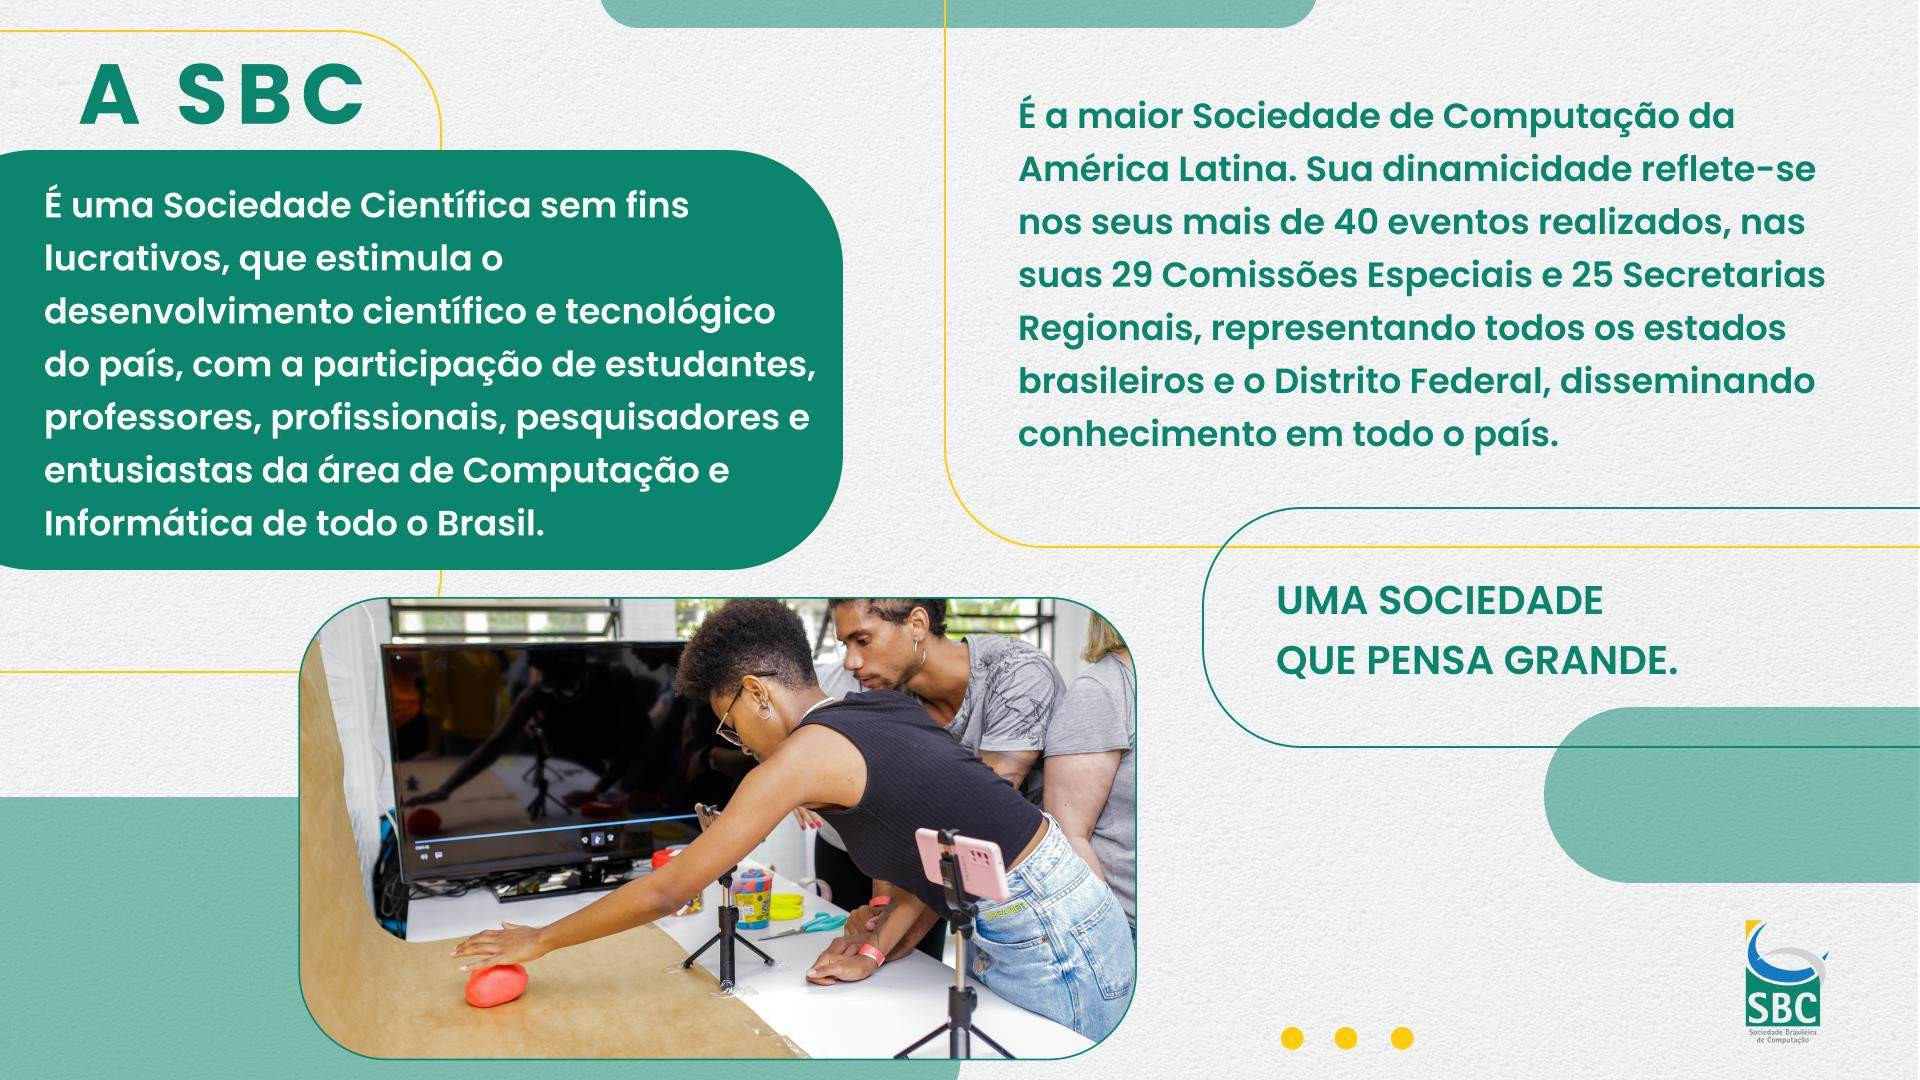 A SBC
É uma Sociedade Científica sem fins
lucrativos, que estimula o
desenvolvimento científico e tecnológico
do país, com a participação de estudantes,
professores, profissionais, pesquisadores e
entusiastas da área de Computação e
Informática de todo o Brasil.
É a maior Sociedade de Computação da
América Latina. Sua dinamicidade reflete-se
nos seus mais de 40 eventos realizados, nas
suas 29 Comissões Especiais e 25 Secretarias
Regionais, representando todos os estados
brasileiros e o Distrito Federal, disseminando
conhecimento em todo o país.
UMA SOCIEDADE
QUE PENSA GRANDE.
SBC
Sociedade Brasileira
de Computação